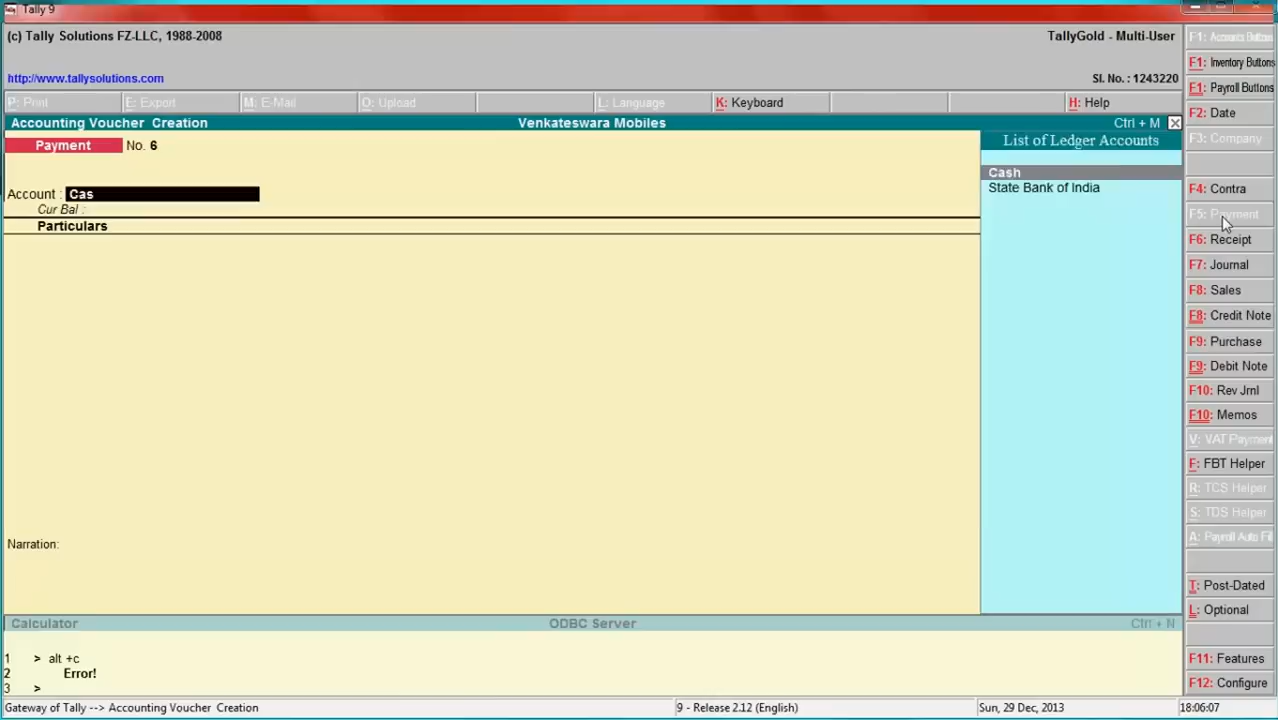 Tally 9
(c) Tally Solutions FZ-LLC, 1988-2008
TallyGold - Multi-User
http://www.tallysolutions.com
Sl. No. : 1243220
P: Print
E: Export
M: E-Mail
O: Upload
L: Language
K: Keyboard
H: Help
Accounting Voucher Creation
Venkateswara Mobiles
Ctrl + M
Payment
No. 6
Account : Cas
Cur Bal :
Particulars
Narration:
List of Ledger Accounts
Cash
State Bank of India
F1: Accounts Buttons
F1: Inventory Buttons
F1: Payroll Buttons
F2: Date
F3: Company
F4: Contra
F5: Payment
F6: Receipt
F7: Journal
F8: Sales
F8: Credit Note
F9: Purchase
F9: Debit Note
F10: Rev Jrnl
F10: Memos
V: VAT Payment
F: FBT Helper
R: TCS Helper
S: TDS Helper
A: Payroll Auto Fill
T: Post-Dated
L: Optional
F11: Features
F12: Configure
Calculator
ODBC Server
Ctrl + N
1 > alt +c
2 Error!
3 >
Gateway of Tally --> Accounting Voucher Creation
9 - Release 2.12 (English)
Sun, 29 Dec, 2013
18:06:07